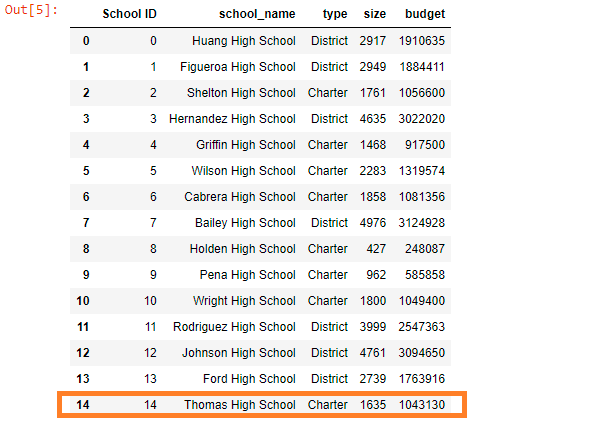 Out[5]:
School ID school_name type size budget
0 0 Huang High School District 2917 1910635
1 1 Figueroa High School District 2949 1884411
2 2 Shelton High School Charter 1761 1056600
3 3 Hernandez High School District 4635 3022020
4 4 Griffin High School Charter 1468 917500
5 5 Wilson High School Charter 2283 1319574
6 6 Cabrera High School Charter 1858 1081356
7 7 Bailey High School District 4976 3124928
8 8 Holden High School Charter 427 248087
9 9 Pena High School Charter 962 585858
10 10 Wright High School Charter 1800 1049400
11 11 Rodriguez High School District 3999 2547363
12 12 Johnson High School District 4761 3094650
13 13 Ford High School District 2739 1763916
14 14 Thomas High School Charter 1635 1043130